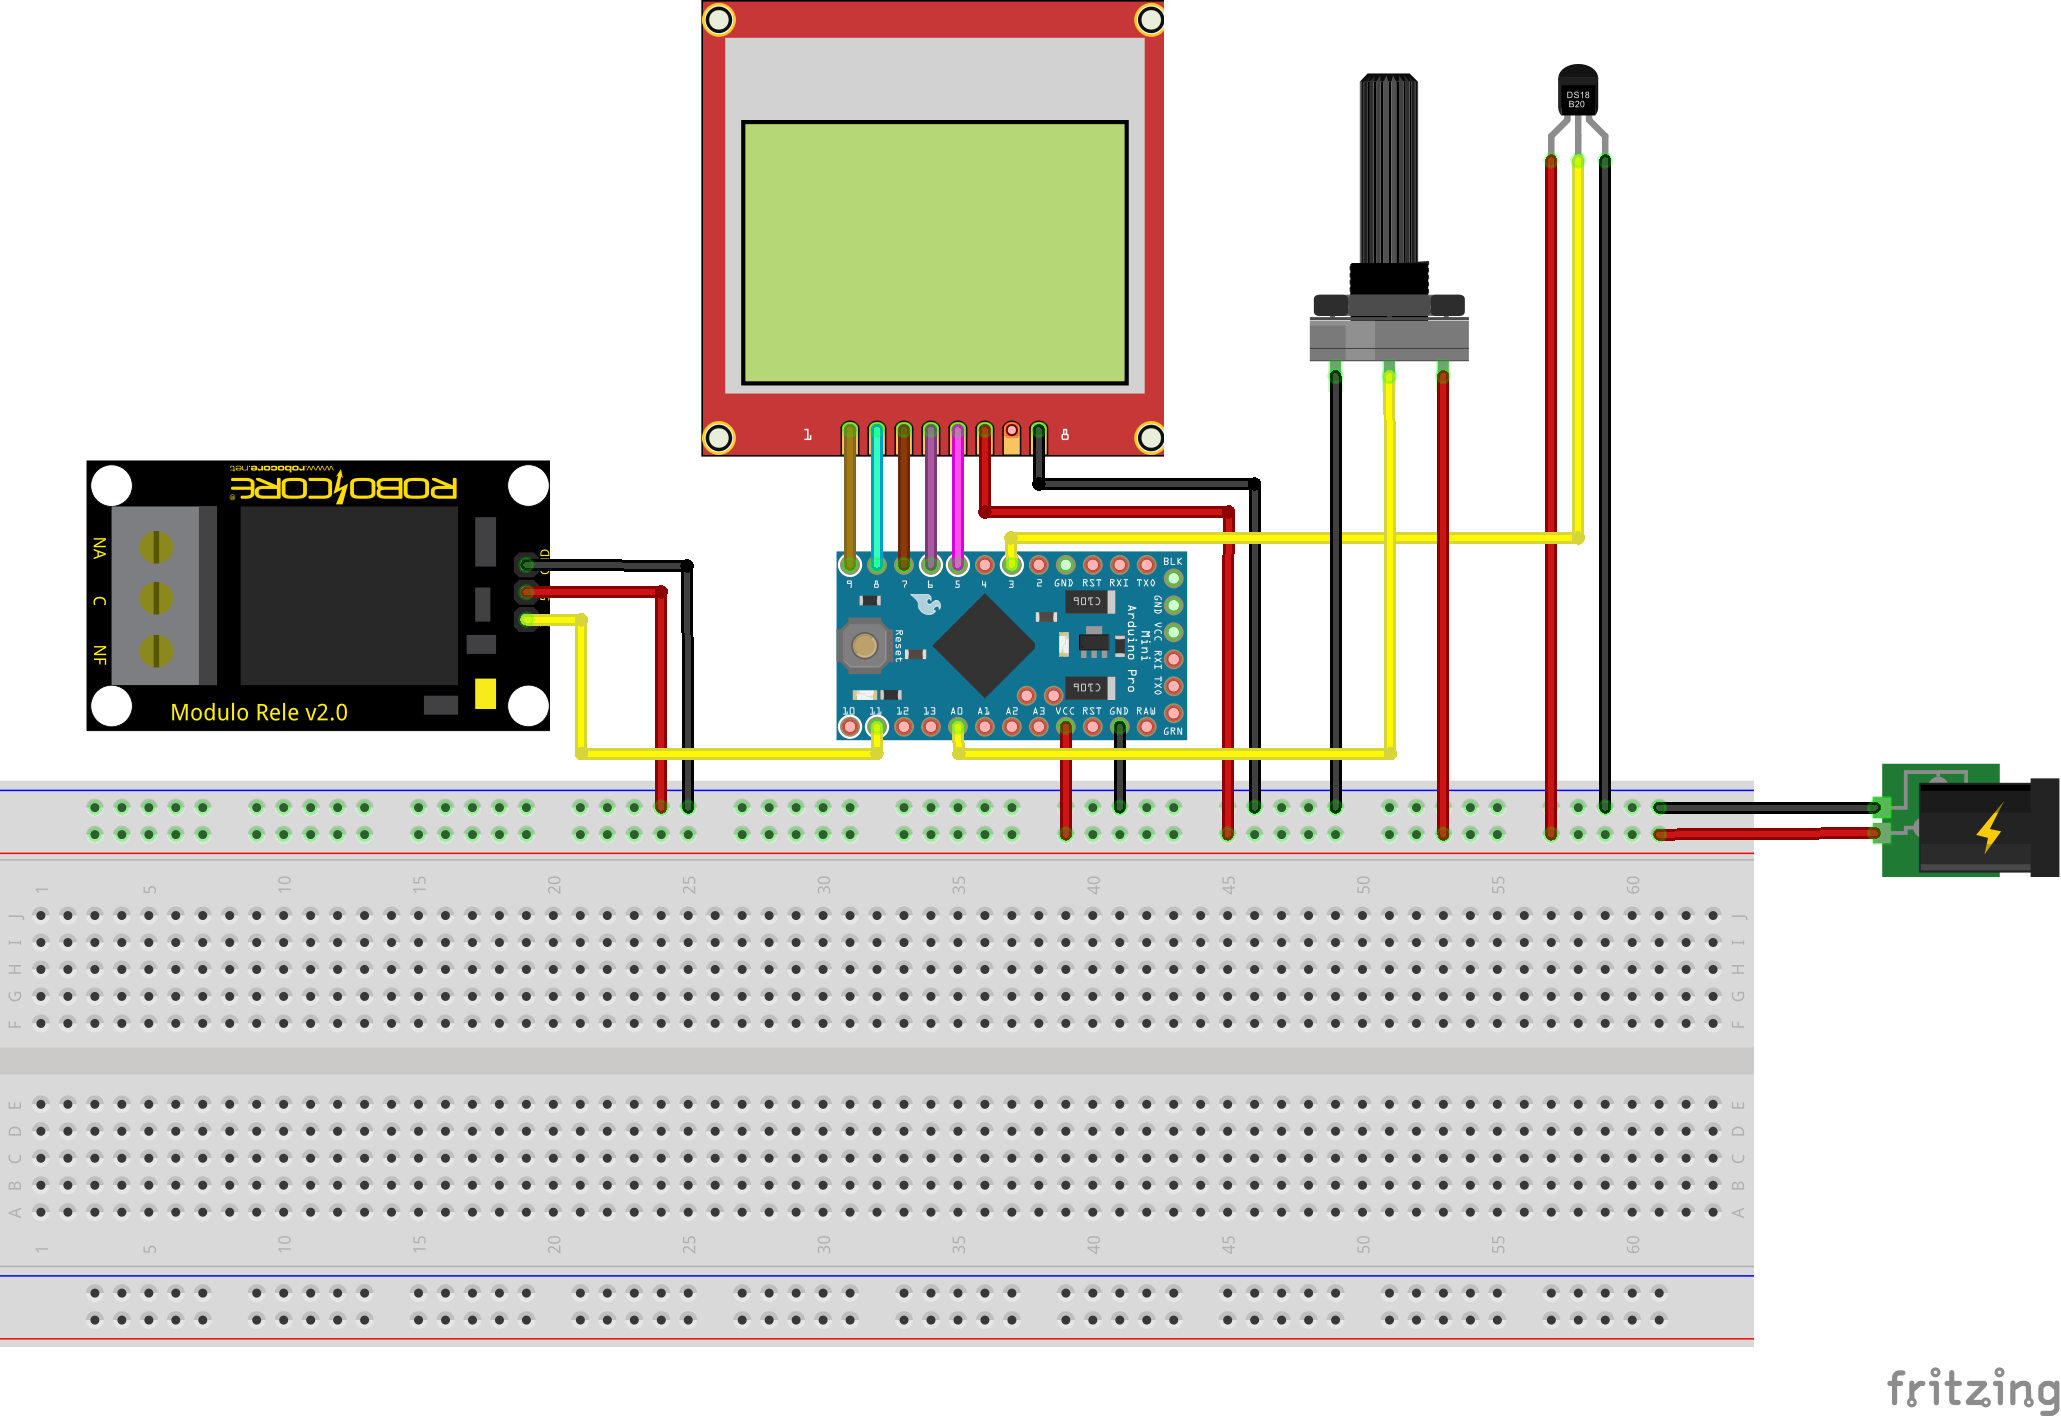 DS18
B20
1
8
www.robocore.net
ROBOCORE®
NA
C
NF
Modulo Rele v2.0
9 8 7 6 5 4 3 2 GND RST RXI TXO
BLK
GND
VCC
RXI
TXO
GRN
Reset
Arduino Pro
Mini
10 11 12 13 A0 A1 A2 A3 VCC RST GND RAW
1 5 10 15 20 25 30 35 40 45 50 55 60
J J
I I
H H
G G
F F
E E
D D
C C
B B
A A
1 5 10 15 20 25 30 35 40 45 50 55 60
fritzing